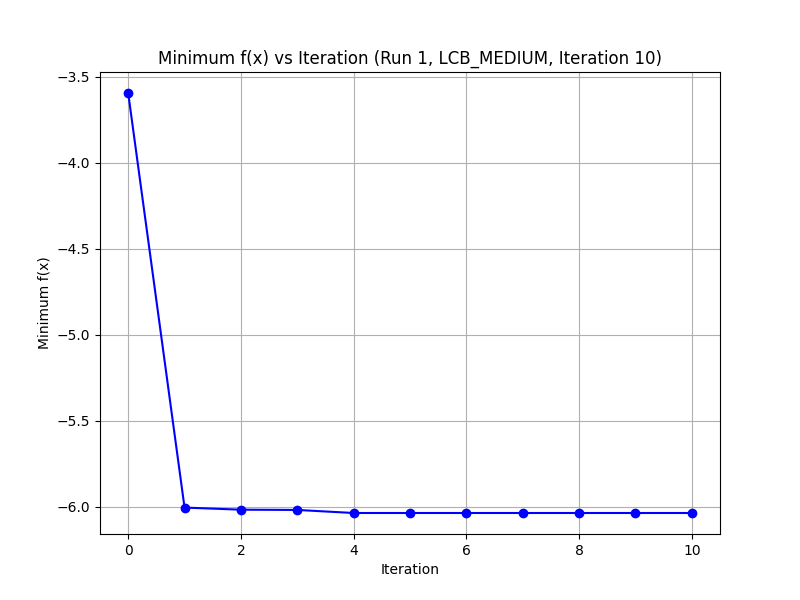 Minimum f(x) vs Iteration (Run 1, LCB_MEDIUM, Iteration 10)
−3.5
−4.0
−4.5
−5.0
−5.5
−6.0
Minimum f(x)
0 2 4 6 8 10
Iteration